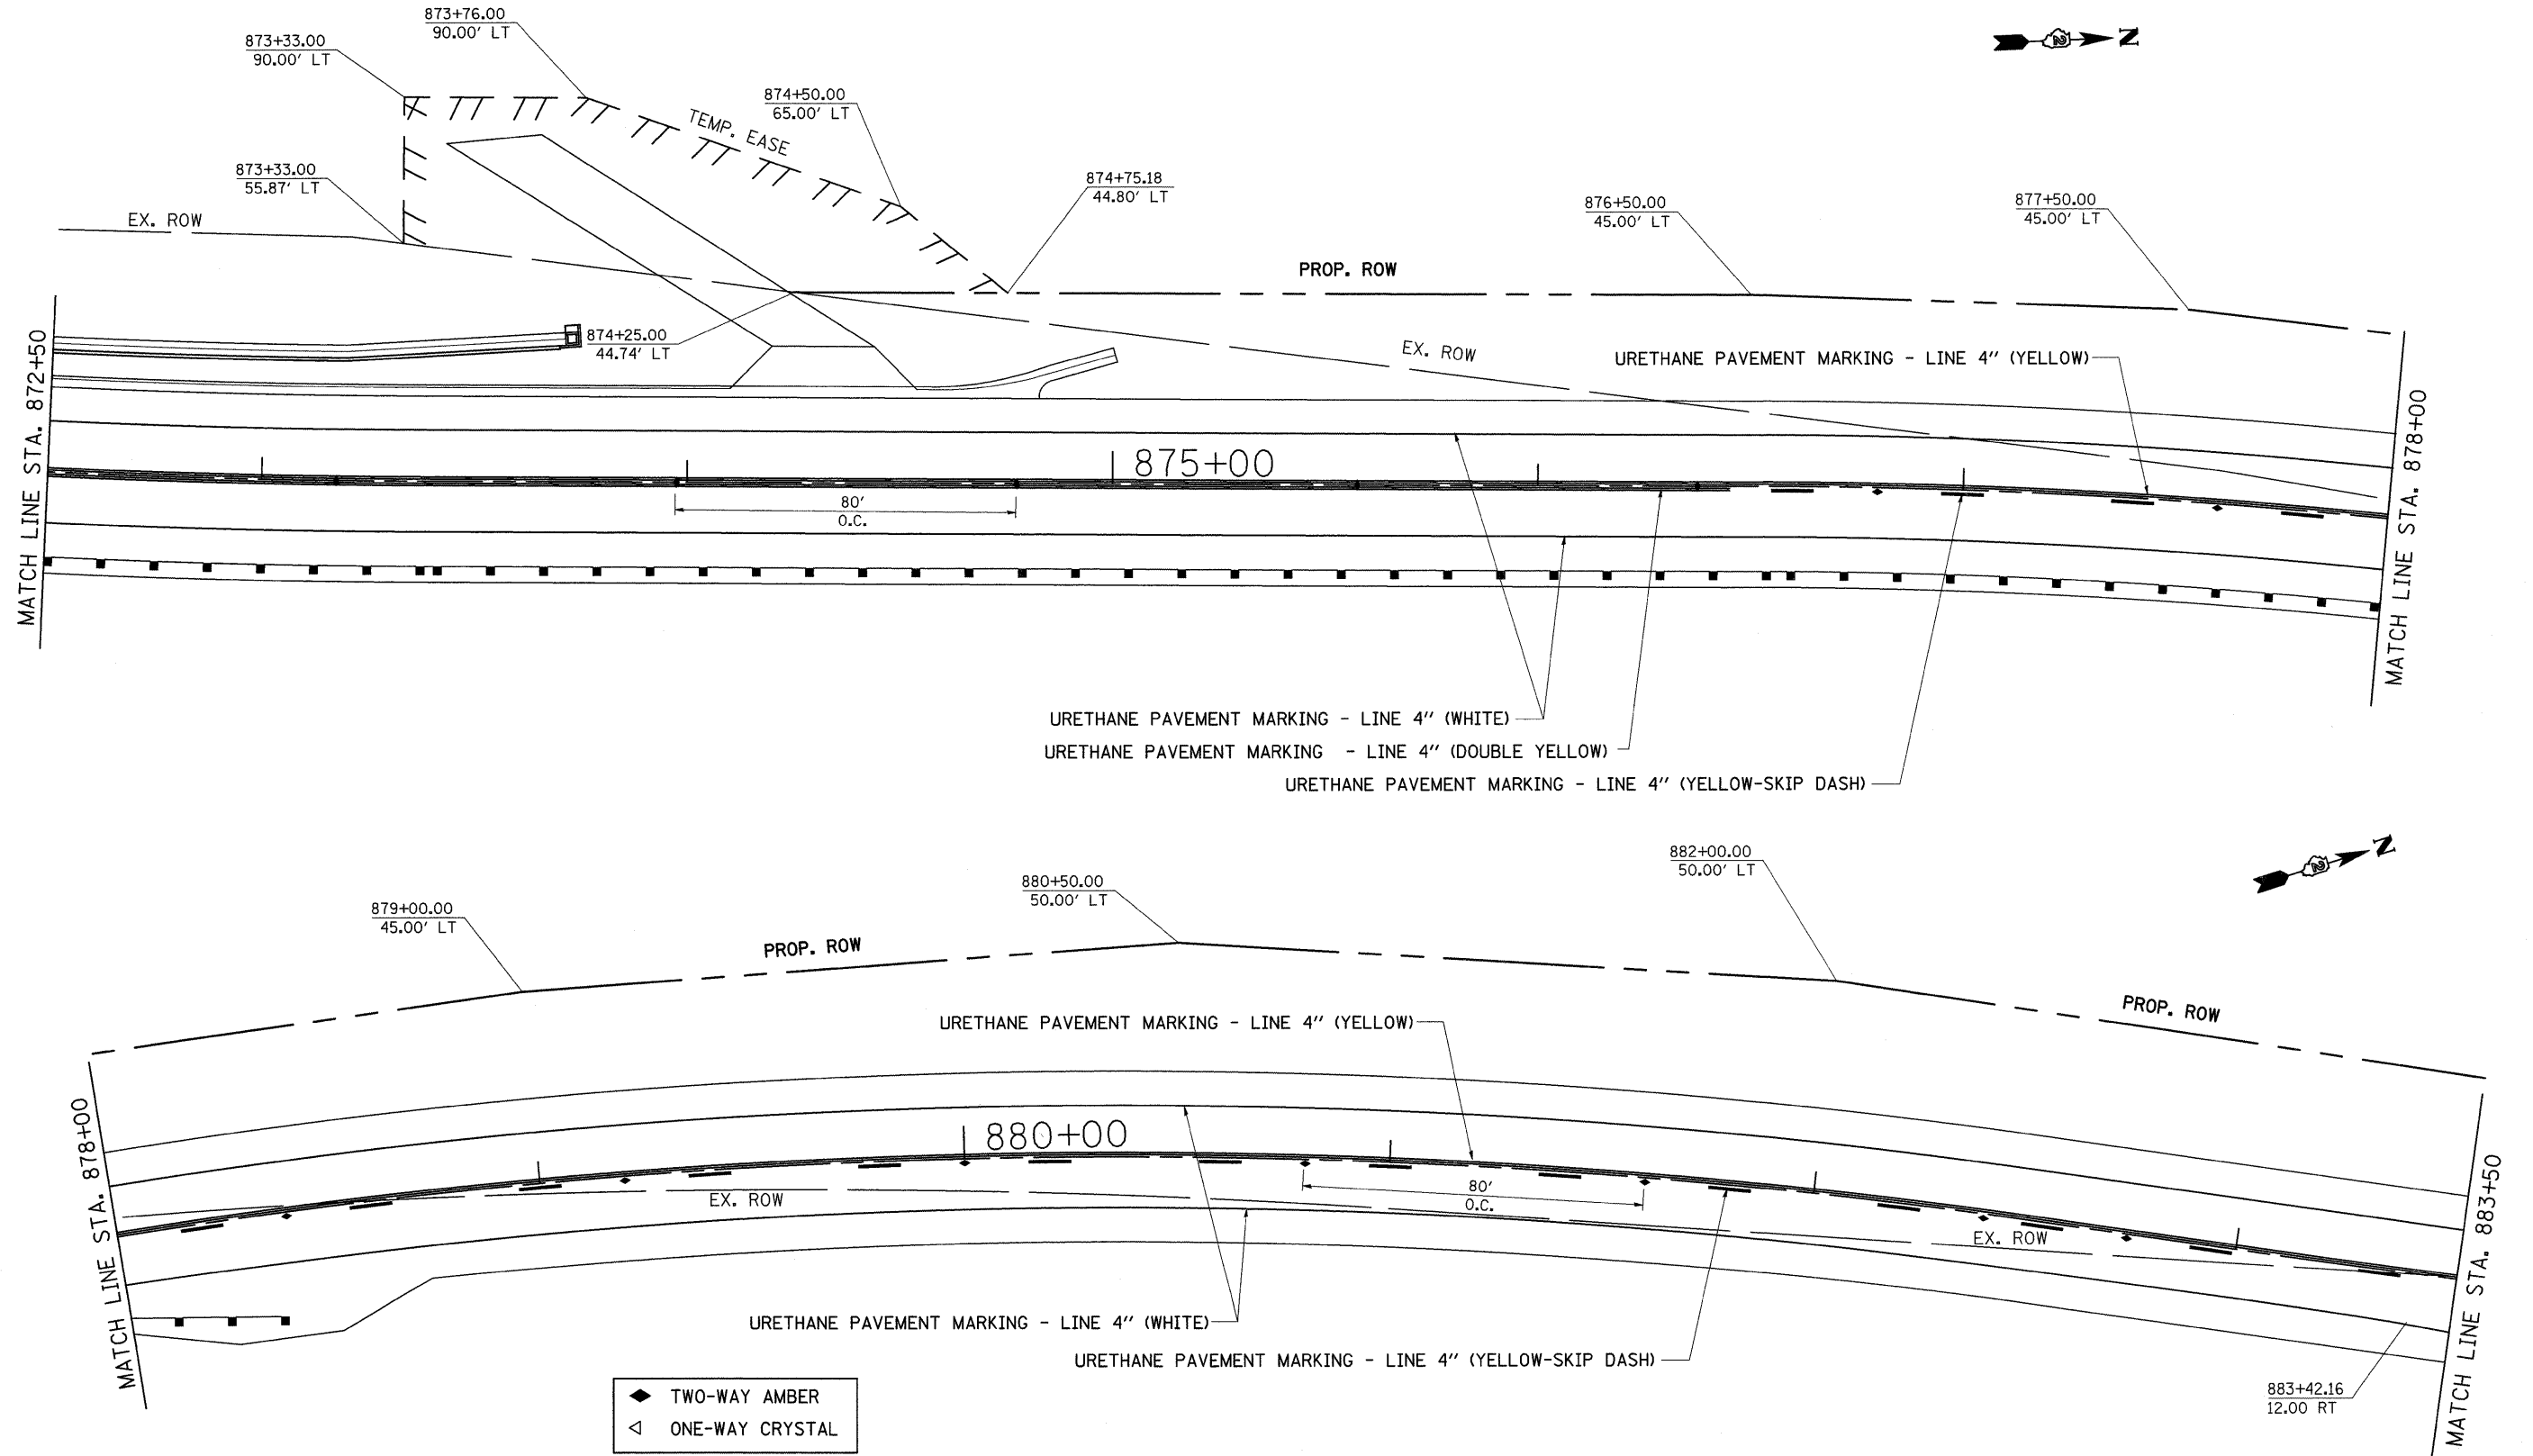 873+76.00
90.00' LT
873+33.00
90.00' LT
N
2
874+50.00
65.00' LT
TEMP. EASE
873+33.00
55.87' LT
874+75.18
44.80' LT
876+50.00
45.00' LT
877+50.00
45.00' LT
EX. ROW
PROP. ROW
874+25.00
44.74' LT
EX. ROW
URETHANE PAVEMENT MARKING - LINE 4" (YELLOW)
MATCH LINE STA. 872+50
875+00
MATCH LINE STA. 878+00
80'
O.C.
URETHANE PAVEMENT MARKING - LINE 4" (WHITE)
URETHANE PAVEMENT MARKING - LINE 4" (DOUBLE YELLOW)
URETHANE PAVEMENT MARKING - LINE 4" (YELLOW-SKIP DASH)
N
2
882+00.00
50.00' LT
880+50.00
50.00' LT
879+00.00
45.00' LT
PROP. ROW
PROP. ROW
URETHANE PAVEMENT MARKING - LINE 4" (YELLOW)
MATCH LINE STA. 878+00
880+00
80'
O.C.
EX. ROW
EX. ROW
MATCH LINE STA. 883+50
URETHANE PAVEMENT MARKING - LINE 4" (WHITE)
URETHANE PAVEMENT MARKING - LINE 4" (YELLOW-SKIP DASH)
883+42.16
12.00 RT
TWO-WAY AMBER
ONE-WAY CRYSTAL